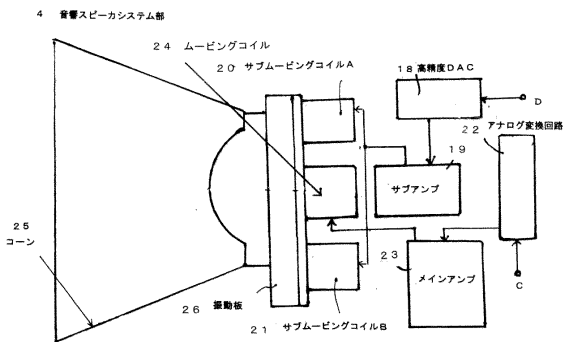 4 音響スピーカシステム部
24 ムービングコイル
20 サブムービングコイルA
18 高精度DAC
D
22 アナログ変換回路
19
サブアンプ
25
コーン
23
メインアンプ
C
26 振動板
21 サブムービングコイルB